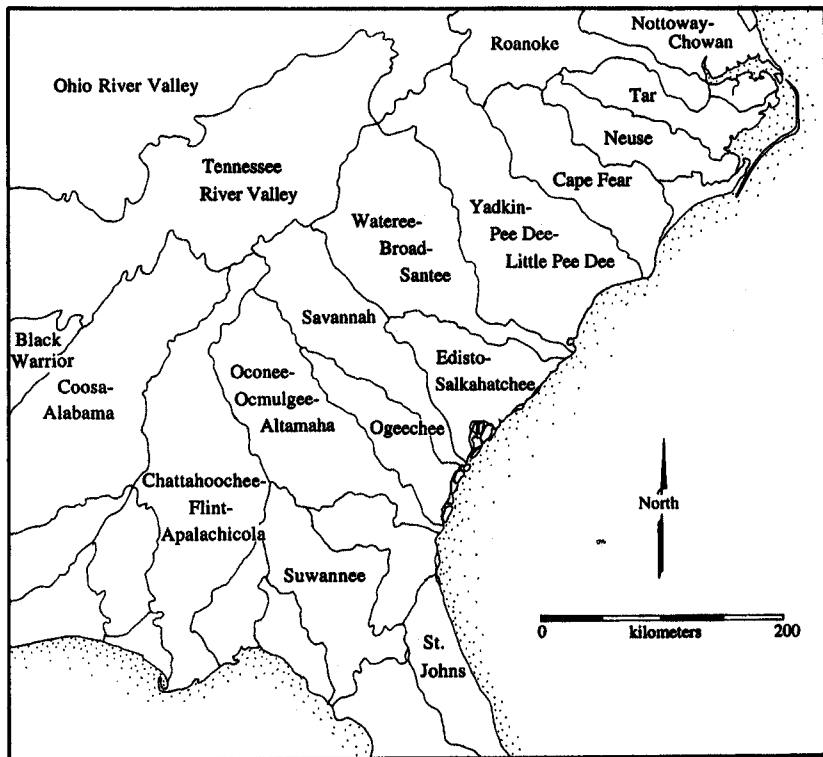 Nottoway-
Chowan
Roanoke
Ohio River Valley
Tar
Neuse
Tennessee
River Valley
Cape Fear
Wateree-
Broad-
Santee
Yadkin-
Pee Dee-
Little Pee Dee
Savannah
Black
Warrior
Edisto-
Salkahatchee
Coosa-
Alabama
Oconee-
Ocmulgee-
Altamaha
Ogeechee
Chattahoochee-
Flint-
Apalachicola
North
Suwannee
St.
Johns
0 kilometers 200